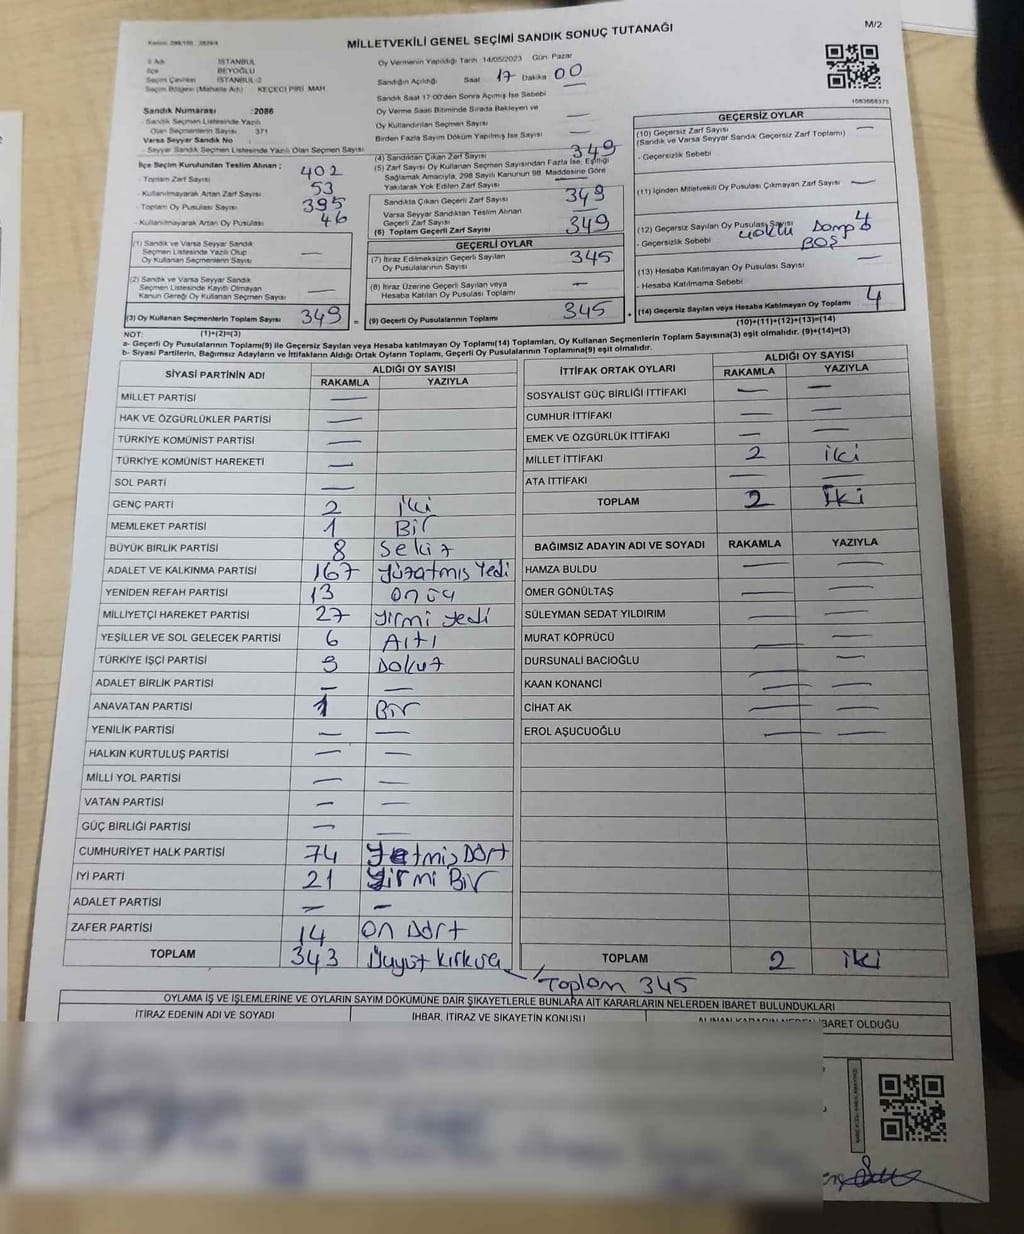 M/2
Kanun: 298/105 2839/4
MİLLETVEKİLİ GENEL SEÇİMİ SANDIK SONUÇ TUTANAĞI
İl Adı : İSTANBUL
İlçe : BEYOĞLU
Seçim Çevresi : İSTANBUL-2
Seçim Bölgesi (Mahalle Adı) : KEÇECİ PİRİ MAH
Sandık Numarası :2086
- Sandık Seçmen Listesinde Yazılı
Olan Seçmenlerin Sayısı : 371
Varsa Seyyar Sandık No :
- Seyyar Sandık Seçmen Listesinde Yazılı Olan Seçmen Sayısı
Oy Vermenin Yapıldığı Tarih :14/05/2023 Gün: Pazar
Sandığın Açıldığı Saat 17 Dakika 00
Sandık Saat 17:00'den Sonra Açılmış İse Sebebi
Oy Verme Saati Bitiminde Sırada Bekleyen ve
Oy Kullandırılan Seçmen Sayısı —
Birden Fazla Sayım Döküm Yapılmış İse Sayısı —
1083668375
İlçe Seçim Kurulundan Teslim Alınan ;
- Toplam Zarf Sayısı 402
- Kullanılmayarak Artan Zarf Sayısı 53
- Toplam Oy Pusulası Sayısı 395
- Kullanılmayarak Artan Oy Pusulası 46
(4) Sandıktan Çıkan Zarf Sayısı 349
(5) Zarf Sayısı Oy Kullanan Seçmen Sayısından Fazla İse, Eşitliği
Sağlamak Amacıyla, 298 Sayılı Kanunun 98. Maddesine Göre
Yakılarak Yok Edilen Zarf Sayısı —
Sandıkta Çıkan Geçerli Zarf Sayısı 349
Varsa Seyyar Sandıktan Teslim Alınan
Geçerli Zarf Sayısı —
(6) Toplam Geçerli Zarf Sayısı 349
GEÇERLİ OYLAR
(7) İtiraz Edilmeksizin Geçerli Sayılan
Oy Pusulalarının Sayısı 345
(8) İtiraz Üzerine Geçerli Sayılan veya
Hesaba Katılan Oy Pusulası Toplamı —
(9) Geçerli Oy Pusulalarının Toplamı 345
(1) Sandık ve Varsa Seyyar Sandık
Seçmen Listesinde Yazılı Olup
Oy Kullanan Seçmenlerin Sayısı —
(2) Sandık ve Varsa Seyyar Sandık
Seçmen Listesinde Kayıtlı Olmayan
Kanun Gereği Oy Kullanan Seçmen Sayısı —
(3) Oy Kullanan Seçmenlerin Toplam Sayısı 349 =
(1)+(2)=(3)
GEÇERSİZ OYLAR
(10) Geçersiz Zarf Sayısı —
(Sandık ve Varsa Seyyar Sandık Geçersiz Zarf Toplamı)
- Geçersizlik Sebebi
(11) İçinden Milletvekili Oy Pusulası Çıkmayan Zarf Sayısı —
(12) Geçersiz Sayılan Oy Pusulası Sayısı 4
- Geçersizlik Sebebi BOŞ
(13) Hesaba Katılmayan Oy Pusulası Sayısı —
- Hesaba Katılmama Sebebi
+ (14) Geçersiz Sayılan veya Hesaba Katılmayan Oy Toplamı 4
(10)+(11)+(12)+(13)=(14)
NOT:
a- Geçerli Oy Pusulalarının Toplamı(9) ile Geçersiz Sayılan veya Hesaba katılmayan Oy Toplamı(14) Toplamları, Oy Kullanan Seçmenlerin Toplam Sayısına(3) eşit olmalıdır. (9)+(14)=(3)
b- Siyasi Partilerin, Bağımsız Adayların ve İttifakların Aldığı Ortak Oyların Toplamı, Geçerli Oy Pusulalarının Toplamına(9) eşit olmalıdır.
SİYASİ PARTİNİN ADI ALDIĞI OY SAYISI
RAKAMLA YAZIYLA
MİLLET PARTİSİ —
HAK VE ÖZGÜRLÜKLER PARTİSİ —
TÜRKİYE KOMÜNİST PARTİSİ —
TÜRKİYE KOMÜNİST HAREKETİ —
SOL PARTİ —
GENÇ PARTİ 2 iki
MEMLEKET PARTİSİ 1 Bir
BÜYÜK BİRLİK PARTİSİ 8 Sekiz
ADALET VE KALKINMA PARTİSİ 167 Yüzatmış Yedi
YENİDEN REFAH PARTİSİ 13 onüç
MİLLİYETÇİ HAREKET PARTİSİ 27 yirmi yedi
YEŞİLLER VE SOL GELECEK PARTİSİ 6 Altı
TÜRKİYE İŞÇİ PARTİSİ 9 Dokuz
ADALET BİRLİK PARTİSİ — —
ANAVATAN PARTİSİ 1 Bir
YENİLİK PARTİSİ — —
HALKIN KURTULUŞ PARTİSİ — —
MİLLİ YOL PARTİSİ — —
VATAN PARTİSİ — —
GÜÇ BİRLİĞİ PARTİSİ — —
CUMHURİYET HALK PARTİSİ 74 Yetmiş Dört
İYİ PARTİ 21 Yirmi Bir
ADALET PARTİSİ — —
ZAFER PARTİSİ 14 on Dört
TOPLAM 343
İTTİFAK ORTAK OYLARI ALDIĞI OY SAYISI
RAKAMLA YAZIYLA
SOSYALİST GÜÇ BİRLİĞİ İTTİFAKI — —
CUMHUR İTTİFAKI — —
EMEK VE ÖZGÜRLÜK İTTİFAKI — —
MİLLET İTTİFAKI 2 iki
ATA İTTİFAKI — —
TOPLAM 2 İki
BAĞIMSIZ ADAYIN ADI VE SOYADI RAKAMLA YAZIYLA
HAMZA BULDU — —
ÖMER GÖNÜLTAŞ — —
SÜLEYMAN SEDAT YILDIRIM —
MURAT KÖPRÜCÜ — —
DURSUNALİ BACIOĞLU —
KAAN KONANCİ — —
CİHAT AK — —
EROL AŞUCUOĞLU — —
TOPLAM 2 iki
Toplam 345
OYLAMA İŞ VE İŞLEMLERİNE VE OYLARIN SAYIM DÖKÜMÜNE DAİR ŞİKAYETLERLE BUNLARA AİT KARARLARIN NELERDEN İBARET BULUNDUKLARI
İTİRAZ EDENİN ADI VE SOYADI İHBAR, İTİRAZ VE ŞİKAYETİN KONUSU ALINAN KARARIN NEDEN İBARET OLDUĞU